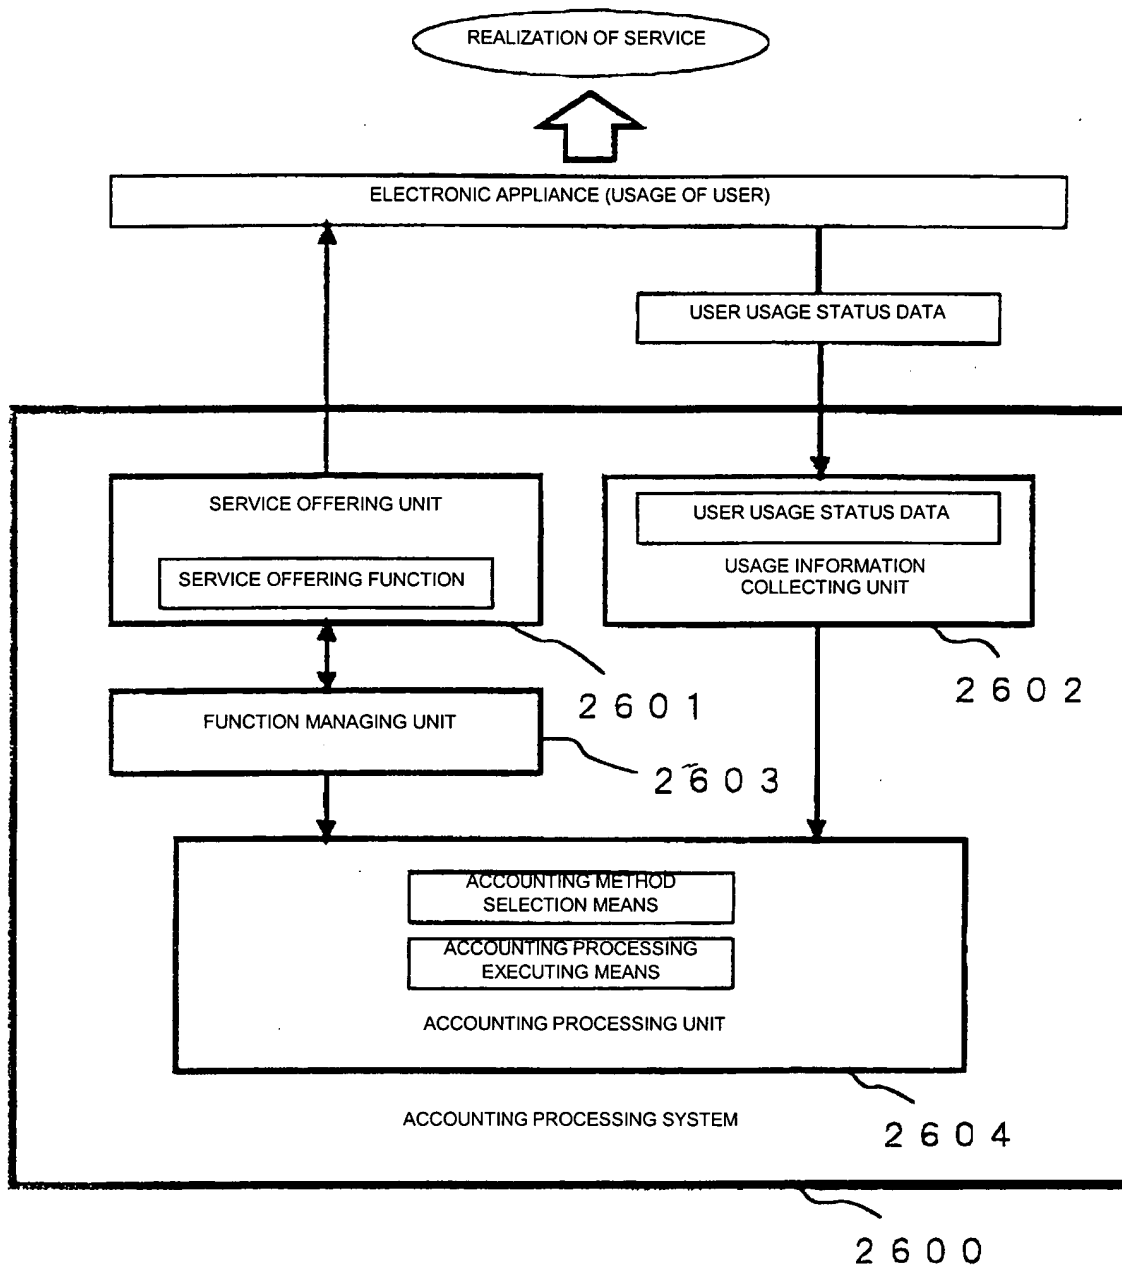 REALIZATION OF SERVICE
ELECTRONIC APPLIANCE (USAGE OF USER)
USER USAGE STATUS DATA
SERVICE OFFERING UNIT
SERVICE OFFERING FUNCTION
USER USAGE STATUS DATA
USAGE INFORMATION
COLLECTING UNIT
2601
2602
FUNCTION MANAGING UNIT
2603
ACCOUNTING METHOD
SELECTION MEANS
ACCOUNTING PROCESSING
EXECUTING MEANS
ACCOUNTING PROCESSING UNIT
2604
ACCOUNTING PROCESSING SYSTEM
2600